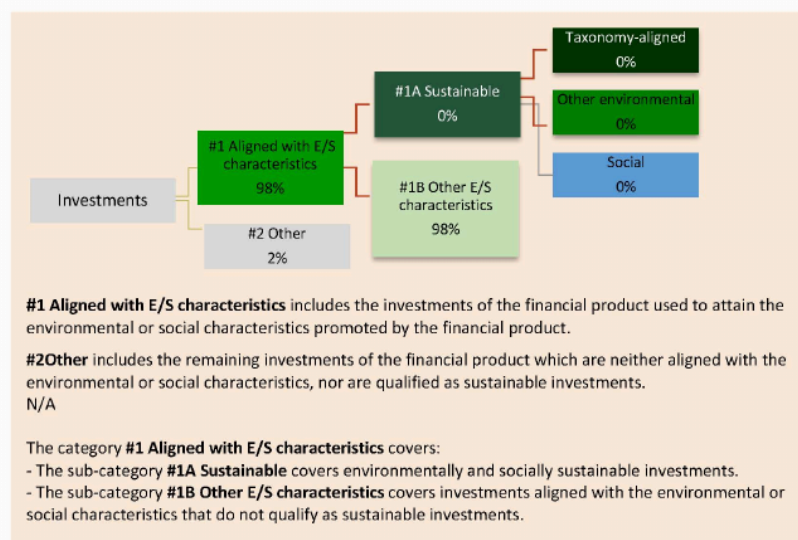 Taxonomy-aligned
0%
#1A Sustainable
0%
Other environmental
0%
#1 Aligned with E/S
characteristics
98%
Social
0%
#1B Other E/S
characteristics
98%
Investments
#2 Other
2%
#1 Aligned with E/S characteristics includes the investments of the financial product used to attain the
environmental or social characteristics promoted by the financial product.
#2Other includes the remaining investments of the financial product which are neither aligned with the
environmental or social characteristics, nor are qualified as sustainable investments.
N/A
The category #1 Aligned with E/S characteristics covers:
- The sub-category #1A Sustainable covers environmentally and socially sustainable investments.
- The sub-category #1B Other E/S characteristics covers investments aligned with the environmental or
social characteristics that do not qualify as sustainable investments.